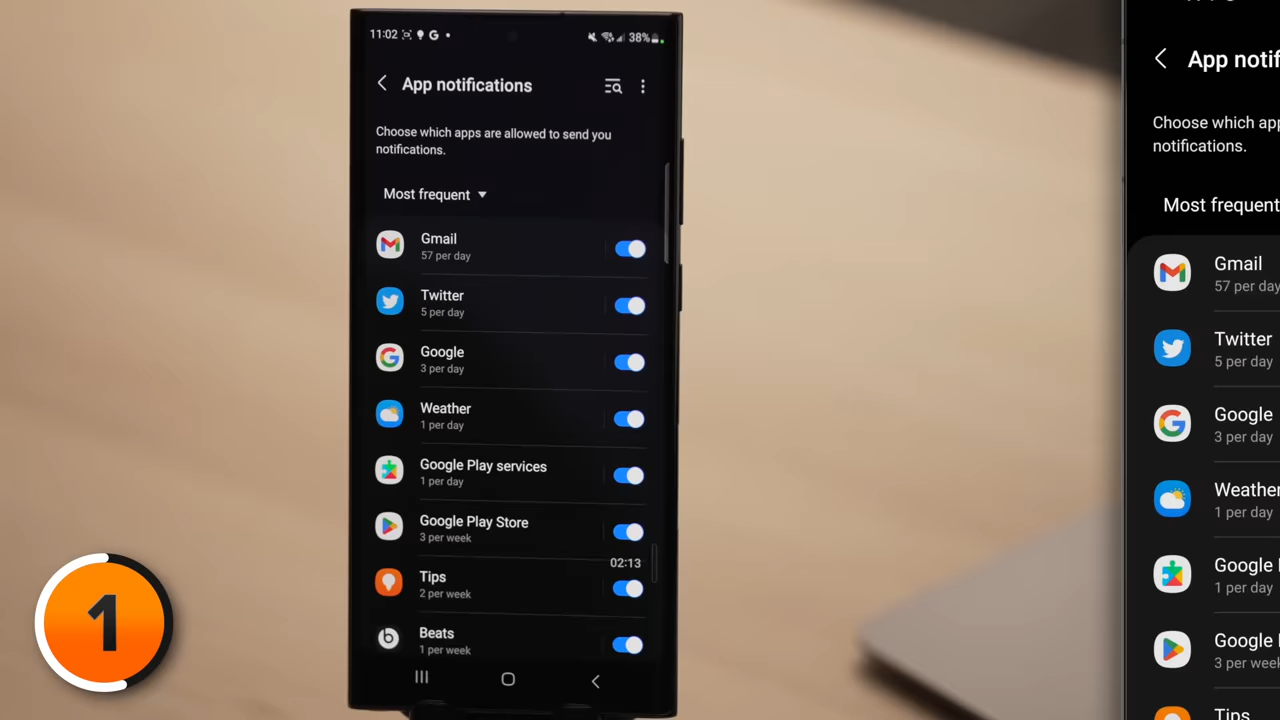 11:02
38%
App notifications
Choose which apps are allowed to send you
notifications.
Most frequent
Gmail
57 per day
Twitter
5 per day
Google
3 per day
Weather
1 per day
Google Play services
1 per day
Google Play Store
3 per week
02:13
Tips
2 per week
Beats
1 per week
1
App notif
Choose which app
notifications.
Most frequent
Gmail
57 per day
Twitter
5 per day
Google
3 per day
Weather
1 per day
Google
1 per day
Google
3 per week
Tips